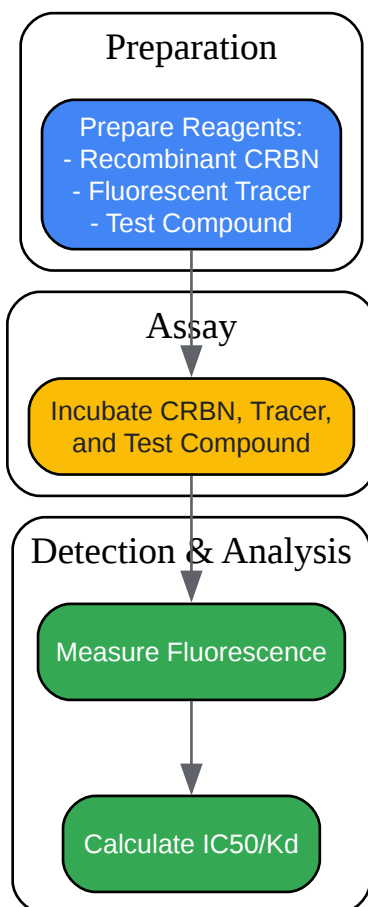 Preparation
Prepare Reagents:
- Recombinant CRBN
- Fluorescent Tracer
- Test Compound
Assay
Incubate CRBN, Tracer,
and Test Compound
Detection & Analysis
Measure Fluorescence
Calculate IC50/Kd